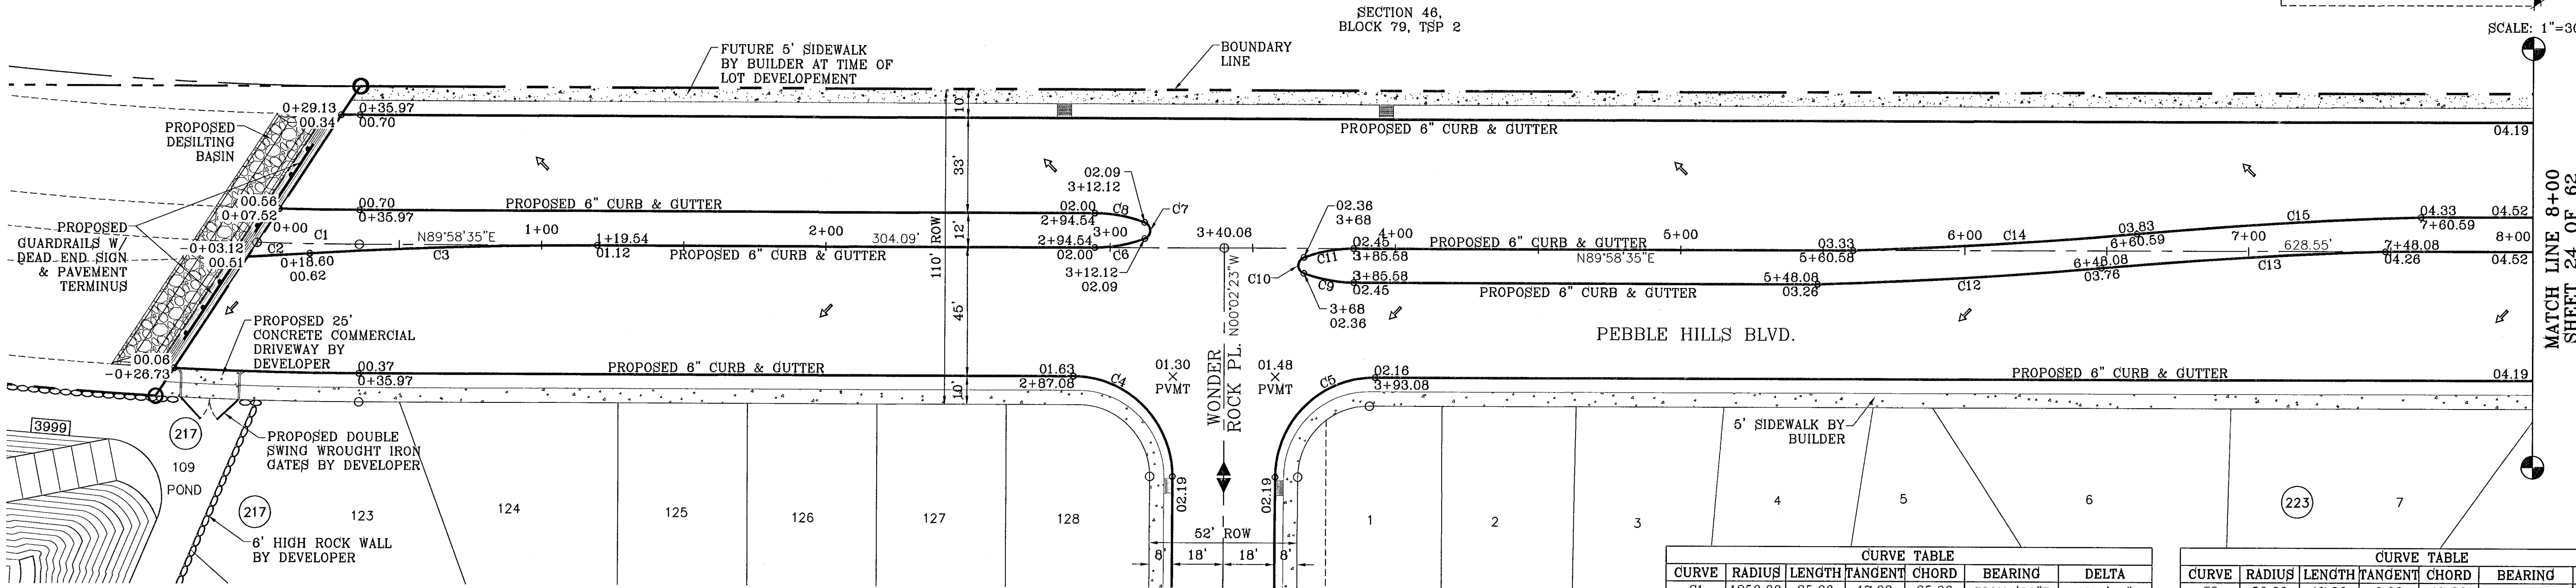 SECTION 46,
BLOCK 79, TSP 2
SCALE: 1"=30
FUTURE 5' SIDEWALK
BY BUILDER AT TIME OF
LOT DEVELOPEMENT
BOUNDARY
LINE
0+29.13
00.34
0+35.97
00.70
10'
PROPOSED
DESILTING
BASIN
PROPOSED 6" CURB & GUTTER
04.19
33'
02.09
3+12.12
C7
00.56
0+07.52
00.70
0+35.97
PROPOSED 6" CURB & GUTTER
02.00
2+94.54
C8
02.36
3+68
C15
03.83
6+60.59
04.33
7+60.59
04.52
PROPOSED
GUARDRAILS W/
DEAD END SIGN
& PAVEMENT
TERMINUS
0+00
C1
0+03.12
C2
00.51
0+18.60
00.62
N89°58'35"E
C3
1+00
1+19.54
01.12
2+00
304.09'
PROPOSED 6" CURB & GUTTER
110' ROW
12'
2+94.54
02.00
3+00
C6
3+12.12
02.09
3+40.06
C10
C11
02.45
3+85.58
4+00
PROPOSED 6" CURB & GUTTER
N89°58'35"E
5+00
03.33
5+60.58
6+00
C14
7+00
628.55'
8+00
7+48.08
04.26
04.52
3+85.58
02.45
C9
3+68
02.36
PROPOSED 6" CURB & GUTTER
5+48.08
03.26
C12
6+48.08
03.76
C13
MATCH LINE 8+00
SHEET 24 OF 62
45'
PEBBLE HILLS BLVD.
PROPOSED 25'
CONCRETE COMMERCIAL
DRIVEWAY BY
DEVELOPER
00.06
-0+26.73
00.37
0+35.97
PROPOSED 6" CURB & GUTTER
01.63
2+87.08
C4
10'
01.30
PVMT
WONDER
ROCK PL.
N00°02'23"W
01.48
PVMT
C5
02.16
3+93.08
PROPOSED 6" CURB & GUTTER
04.19
5' SIDEWALK BY
BUILDER
3999
217
109
POND
PROPOSED DOUBLE
SWING WROUGHT IRON
GATES BY DEVELOPER
217
6' HIGH ROCK WALL
BY DEVELOPER
123
124
125
126
127
128
02.19
02.19
52' ROW
8'
18'
18'
8'
1
2
3
4
5
6
223
7
CURVE TABLE
CURVE RADIUS LENGTH TANGENT CHORD BEARING DELTA
CURVE TABLE
CURVE RADIUS LENGTH TANGENT CHORD BEARING